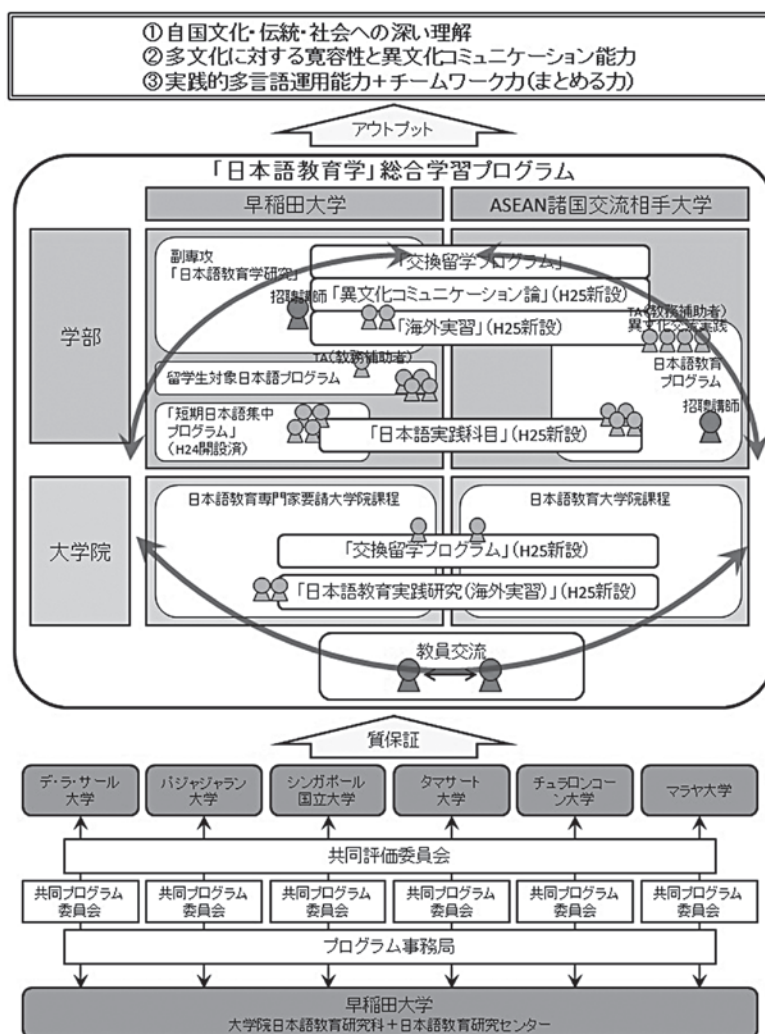 ①自国文化・伝統・社会への深い理解
②多文化に対する寛容性と異文化コミュニケーション能力
③実践的多言語運用能力+チームワーク力(まとめる力)
アウトプット
「日本語教育学」総合学習プログラム
早稲田大学
ASEAN諸国交流相手大学
学部
副専攻
「日本語教育学研究」
「交換留学プログラム」
招聘講師
「異文化コミュニケーション論」(H25新設)
「海外実習」(H25新設)
TA(教務補助者)
異文化交流実践
日本語教育
プログラム
招聘講師
TA(教務補助者)
留学生対象日本語プログラム
「短期日本語集中
プログラム」
(H24開設済)
「日本語実践科目」(H25新設)
大学院
日本語教育専門家要請大学院課程
日本語教育大学院課程
「交換留学プログラム」(H25新設)
「日本語教育実践研究(海外実習)」(H25新設)
教員交流
質保証
デ・ラ・サール
大学
パジャジャラン
大学
シンガポール
国立大学
タマサート
大学
チュラロンコー
ン大学
マラヤ大学
共同評価委員会
共同プログラム
委員会
共同プログラム
委員会
共同プログラム
委員会
共同プログラム
委員会
共同プログラム
委員会
共同プログラム
委員会
プログラム事務局
早稲田大学
大学院日本語教育研究科+日本語教育研究センター